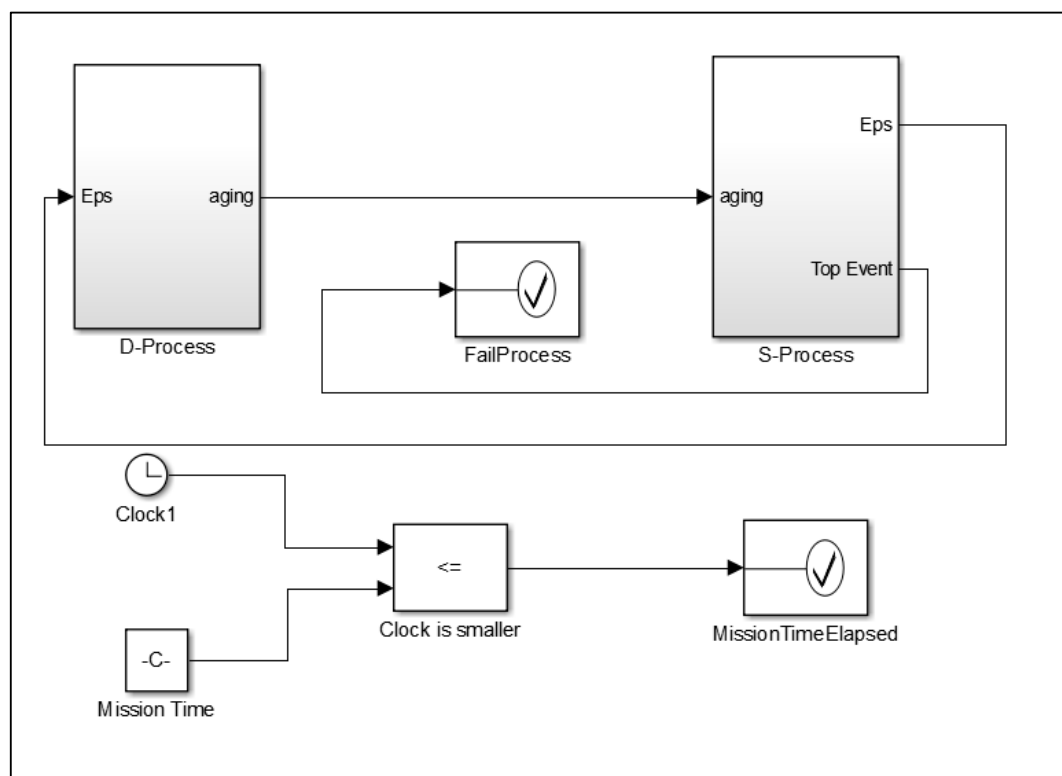 Eps
aging
D-Process
FailProcess
Eps
aging
Top Event
S-Process
Clock1
<=
Clock is smaller
MissionTimeElapsed
-C-
Mission Time